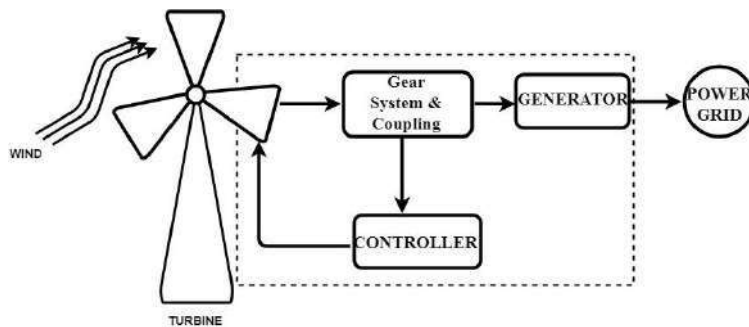 WIND
TURBINE
Gear
System &
Coupling
GENERATOR
POWER
GRID
CONTROLLER